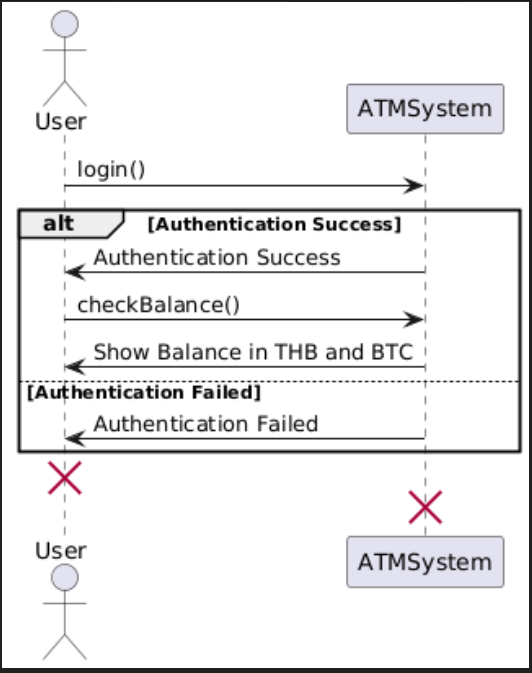 User
ATMSystem
login()
alt [Authentication Success]
Authentication Success
checkBalance()
Show Balance in THB and BTC
[Authentication Failed]
Authentication Failed
User
ATMSystem